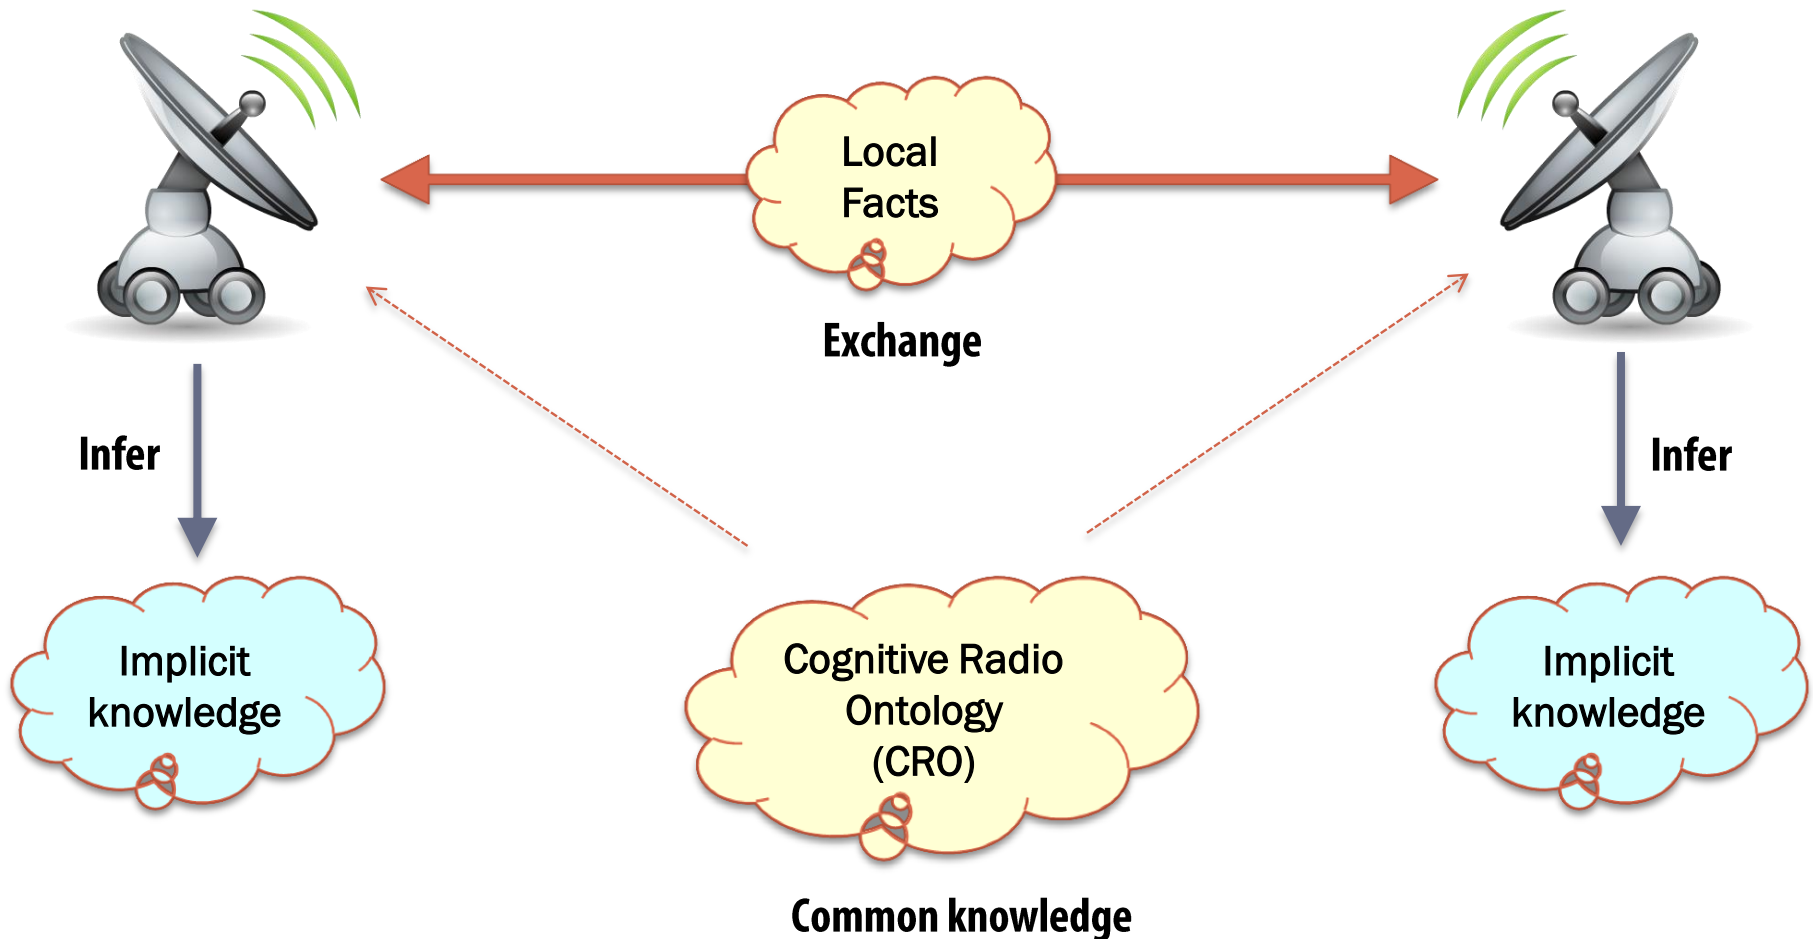 Local
Facts
Exchange
Infer
Infer
Implicit
knowledge
Cognitive Radio
Ontology
(CRO)
Implicit
knowledge
Common knowledge